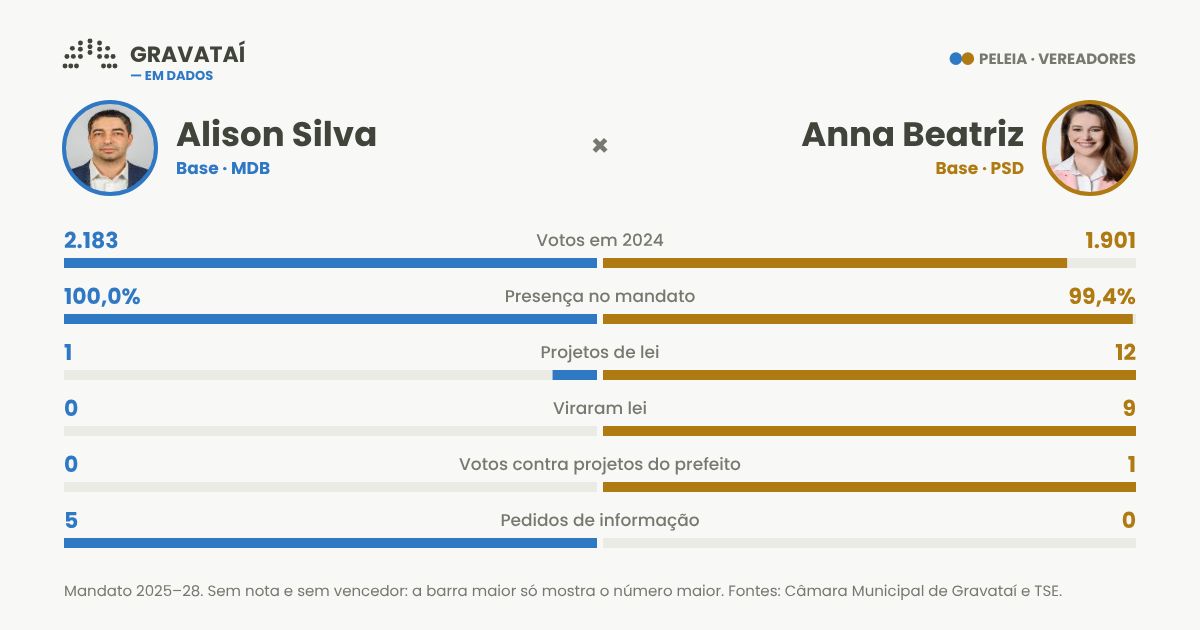 GRAVATAÍ
— EM DADOS
PELEIA · VEREADORES
Alison Silva
Base · MDB
×
Anna Beatriz
Base · PSD
2.183 Votos em 2024 1.901
100,0% Presença no mandato 99,4%
1 Projetos de lei 12
0 Viraram lei 9
0 Votos contra projetos do prefeito 1
5 Pedidos de informação 0
Mandato 2025–28. Sem nota e sem vencedor: a barra maior só mostra o número maior. Fontes: Câmara Municipal de Gravataí e TSE.